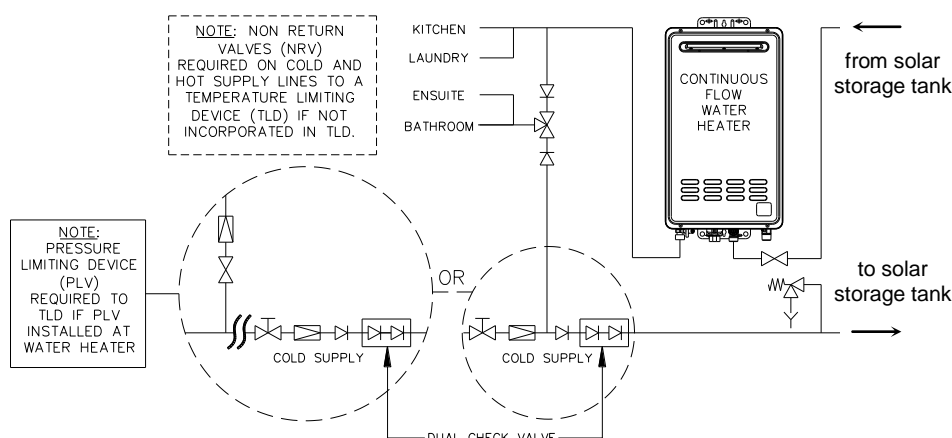 NOTE: NON RETURN
VALVES (NRV)
REQUIRED ON COLD AND
HOT SUPPLY LINES TO A
TEMPERATURE LIMITING
DEVICE (TLD) IF NOT
INCORPORATED IN TLD.
KITCHEN
LAUNDRY
ENSUITE
BATHROOM
CONTINUOUS
FLOW
WATER
HEATER
from solar
storage tank
NOTE:
PRESSURE
LIMITING DEVICE
(PLV)
REQUIRED TO
TLD IF PLV
INSTALLED AT
WATER HEATER
OR
to solar
storage tank
COLD SUPPLY
COLD SUPPLY
DUAL CHECK VALVE